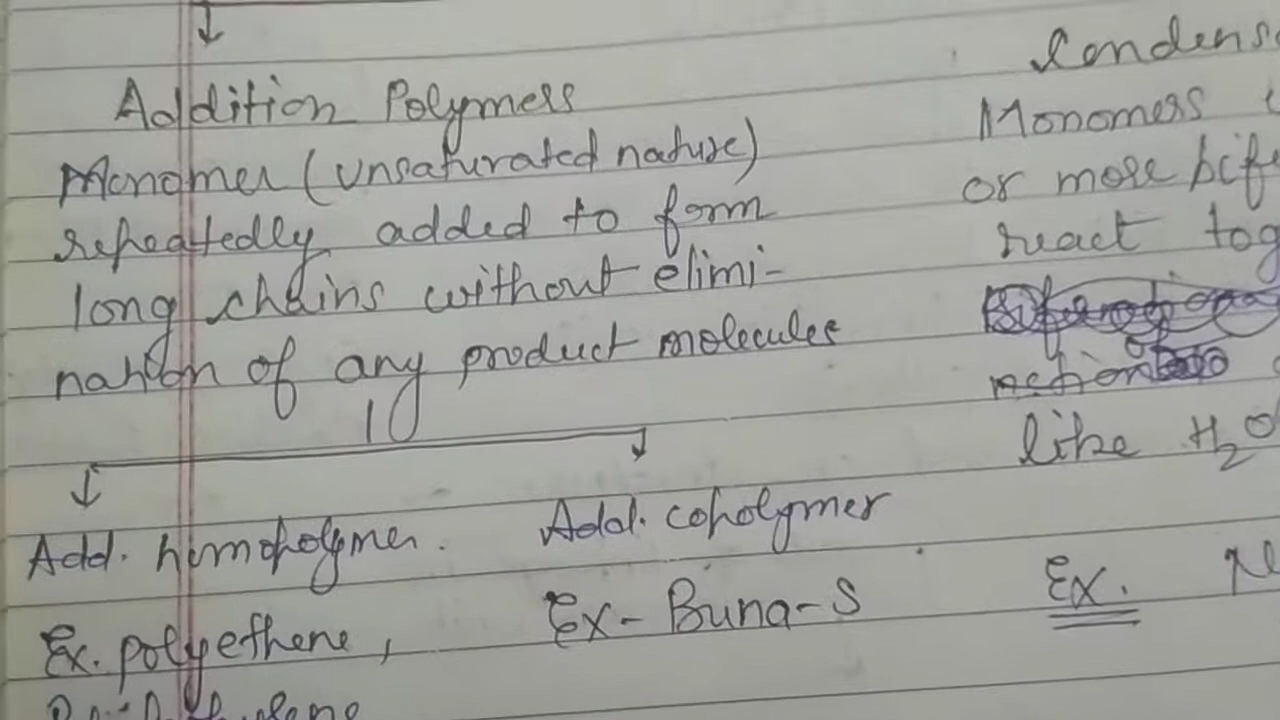 Addition Polymers
Monomer (unsaturated nature)
repeatedly added to form
long chains without elimi-
nation of any product molecules
Add. homopolymer.
Ex. polyethene,
Add. copolymer
Ex- Buna-S
Condens
Monomers
or more bif
react tog
like H2O
Ex.